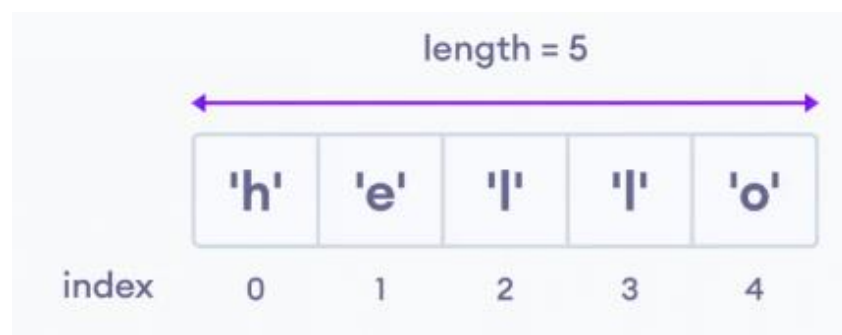 length = 5
'h' 'e' 'l' 'l' 'o'
index 0 1 2 3 4